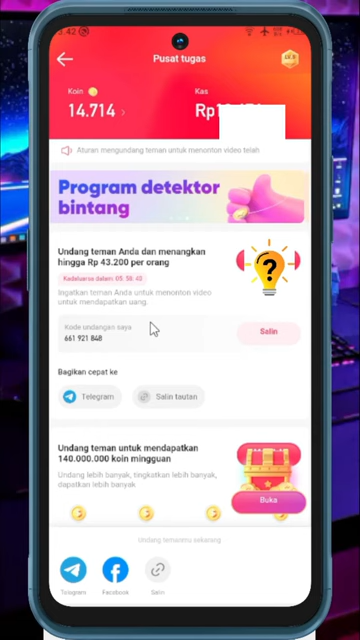 3.42
Pusat tugas
Koin
Kas
14.714 >
Aturan mengundang teman untuk menonton video telah
Program detektor
bintang
Undang teman Anda dan menangkan
hingga Rp 43.200 per orang
Kadaluarsa dalam: 05:58:43
Ingatkan teman Anda untuk menonton video
untuk mendapatkan uang.
?
Kode undangan saya
661 921 848
Salin
Bagikan cepat ke
Telegram
Salin tautan
Undang teman untuk mendapatkan
140.000.000 koin mingguan
Undang lebih banyak, tingkatkan lebih banyak,
dapatkan lebih banyak
Buka
Undang temanmu sekarang
Telegram
Facebook
Salin